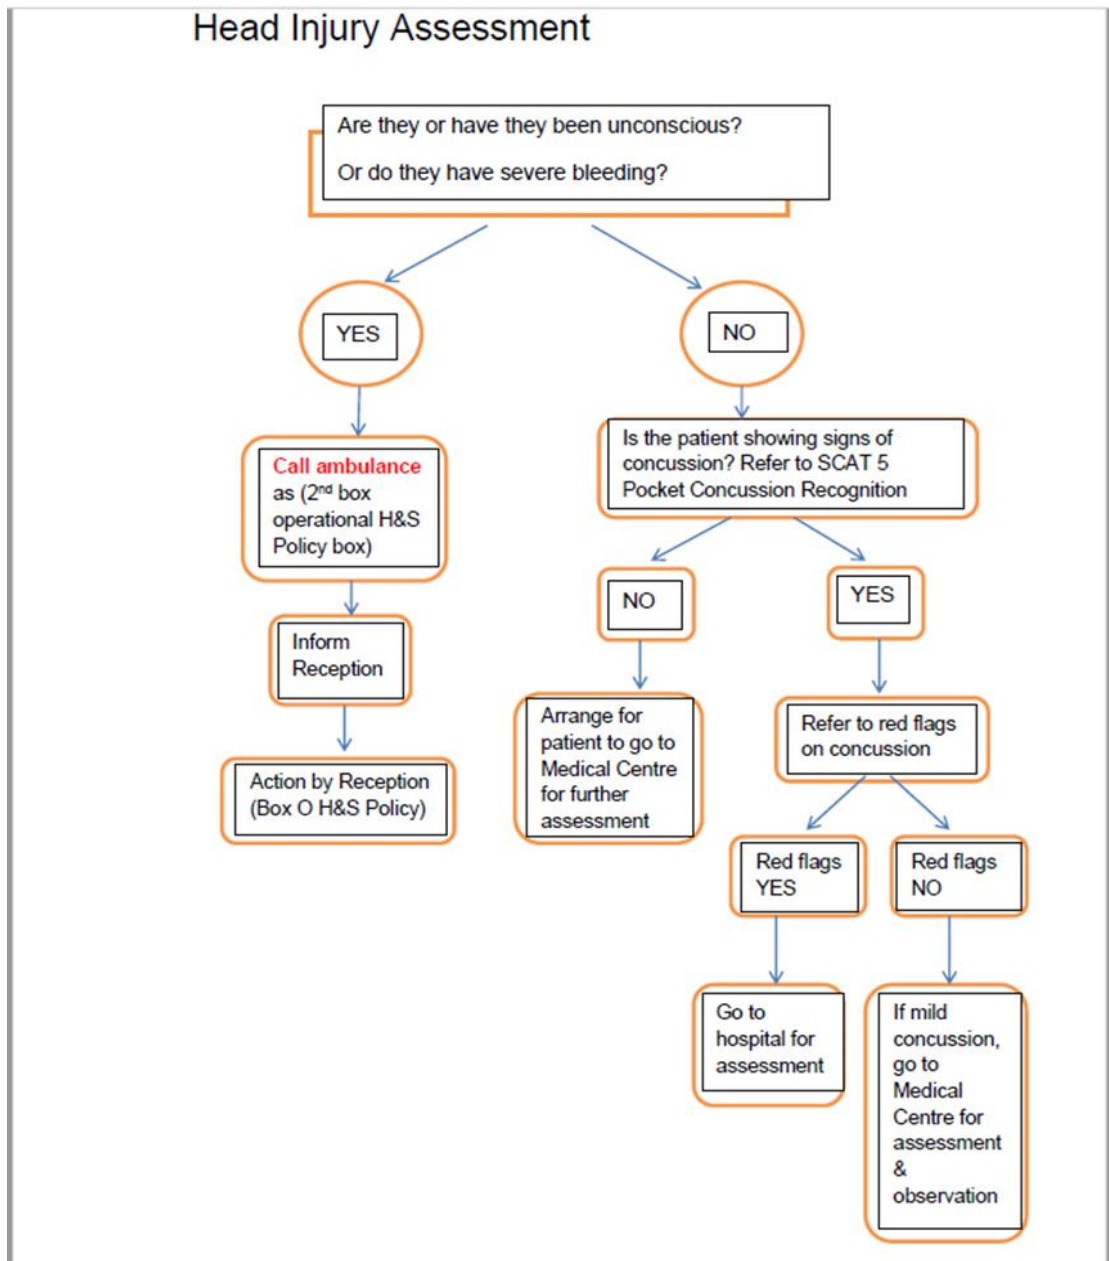 Head Injury Assessment
Are they or have they been unconscious?
Or do they have severe bleeding?
YES
NO
Call ambulance
as (2nd box
operational H&S
Policy box)
Is the patient showing signs of
concussion? Refer to SCAT 5
Pocket Concussion Recognition
NO
YES
Inform
Reception
Arrange for
patient to go to
Medical Centre
for further
assessment
Refer to red flags
on concussion
Action by Reception
(Box O H&S Policy)
Red flags
YES
Red flags
NO
Go to
hospital for
assessment
If mild
concussion,
go to
Medical
Centre for
assessment
&
observation